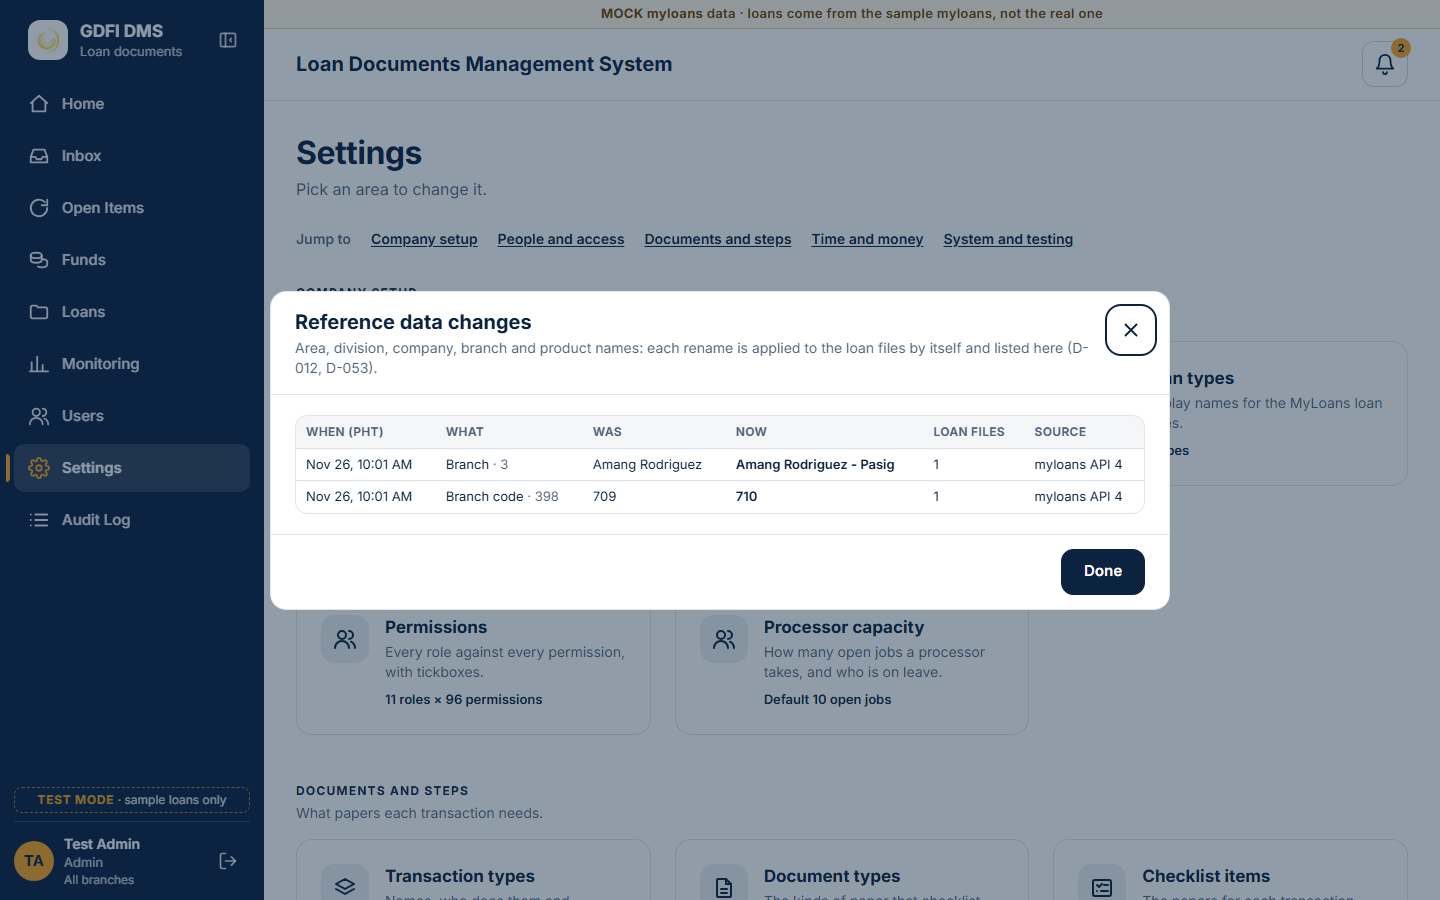 GDFI DMS
Loan documents
Home
Inbox
Open Items
Funds
Loans
Monitoring
Users
Settings
Audit Log
TEST MODE · sample loans only
TA
Test Admin
Admin
All branches
MOCK myloans data · loans come from the sample myloans, not the real one
Loan Documents Management System
2
Settings
Pick an area to change it.
Jump to Company setup People and access Documents and steps Time and money System and testing
Reference data changes
Area, division, company, branch and product names: each rename is applied to the loan files by itself and listed here (D-
012, D-053).
WHEN (PHT) WHAT WAS NOW LOAN FILES SOURCE
Nov 26, 10:01 AM Branch · 3 Amang Rodriguez Amang Rodriguez - Pasig 1 myloans API 4
Nov 26, 10:01 AM Branch code · 398 709 710 1 myloans API 4
Done
types
names for the MyLoans loan
Permissions
Every role against every permission,
with tickboxes.
11 roles × 96 permissions
Processor capacity
How many open jobs a processor
takes, and who is on leave.
Default 10 open jobs
DOCUMENTS AND STEPS
What papers each transaction needs.
Transaction types
Document types
Checklist items